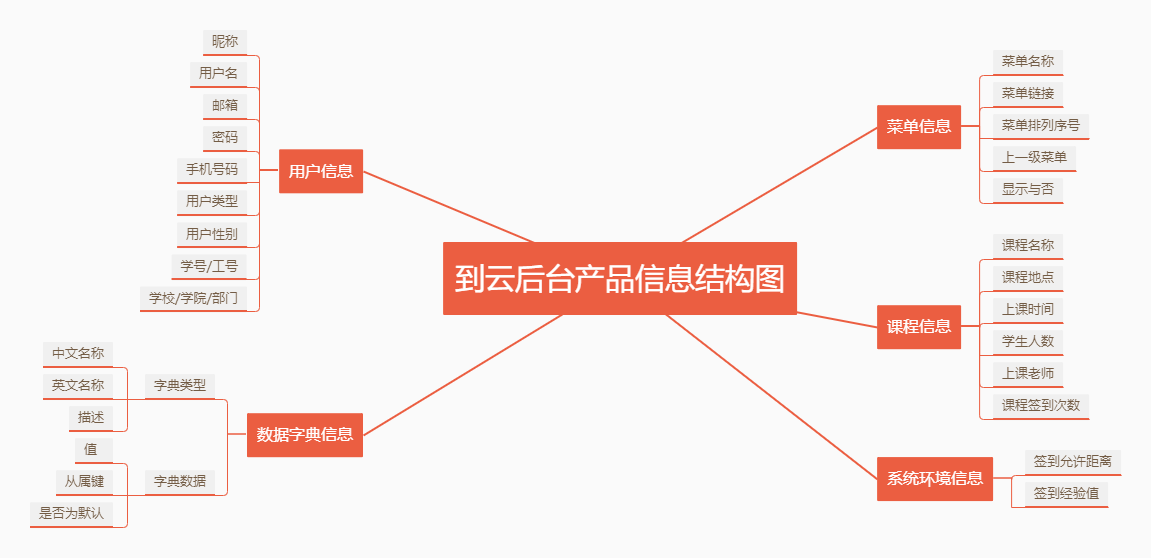 到云后台产品信息结构图
用户信息
昵称
用户名
邮箱
密码
手机号码
用户类型
用户性别
学号/工号
学校/学院/部门
数据字典信息
字典类型
中文名称
英文名称
描述
字典数据
值
从属键
是否为默认
菜单信息
菜单名称
菜单链接
菜单排列序号
上一级菜单
显示与否
课程信息
课程名称
课程地点
上课时间
学生人数
上课老师
课程签到次数
系统环境信息
签到允许距离
签到经验值